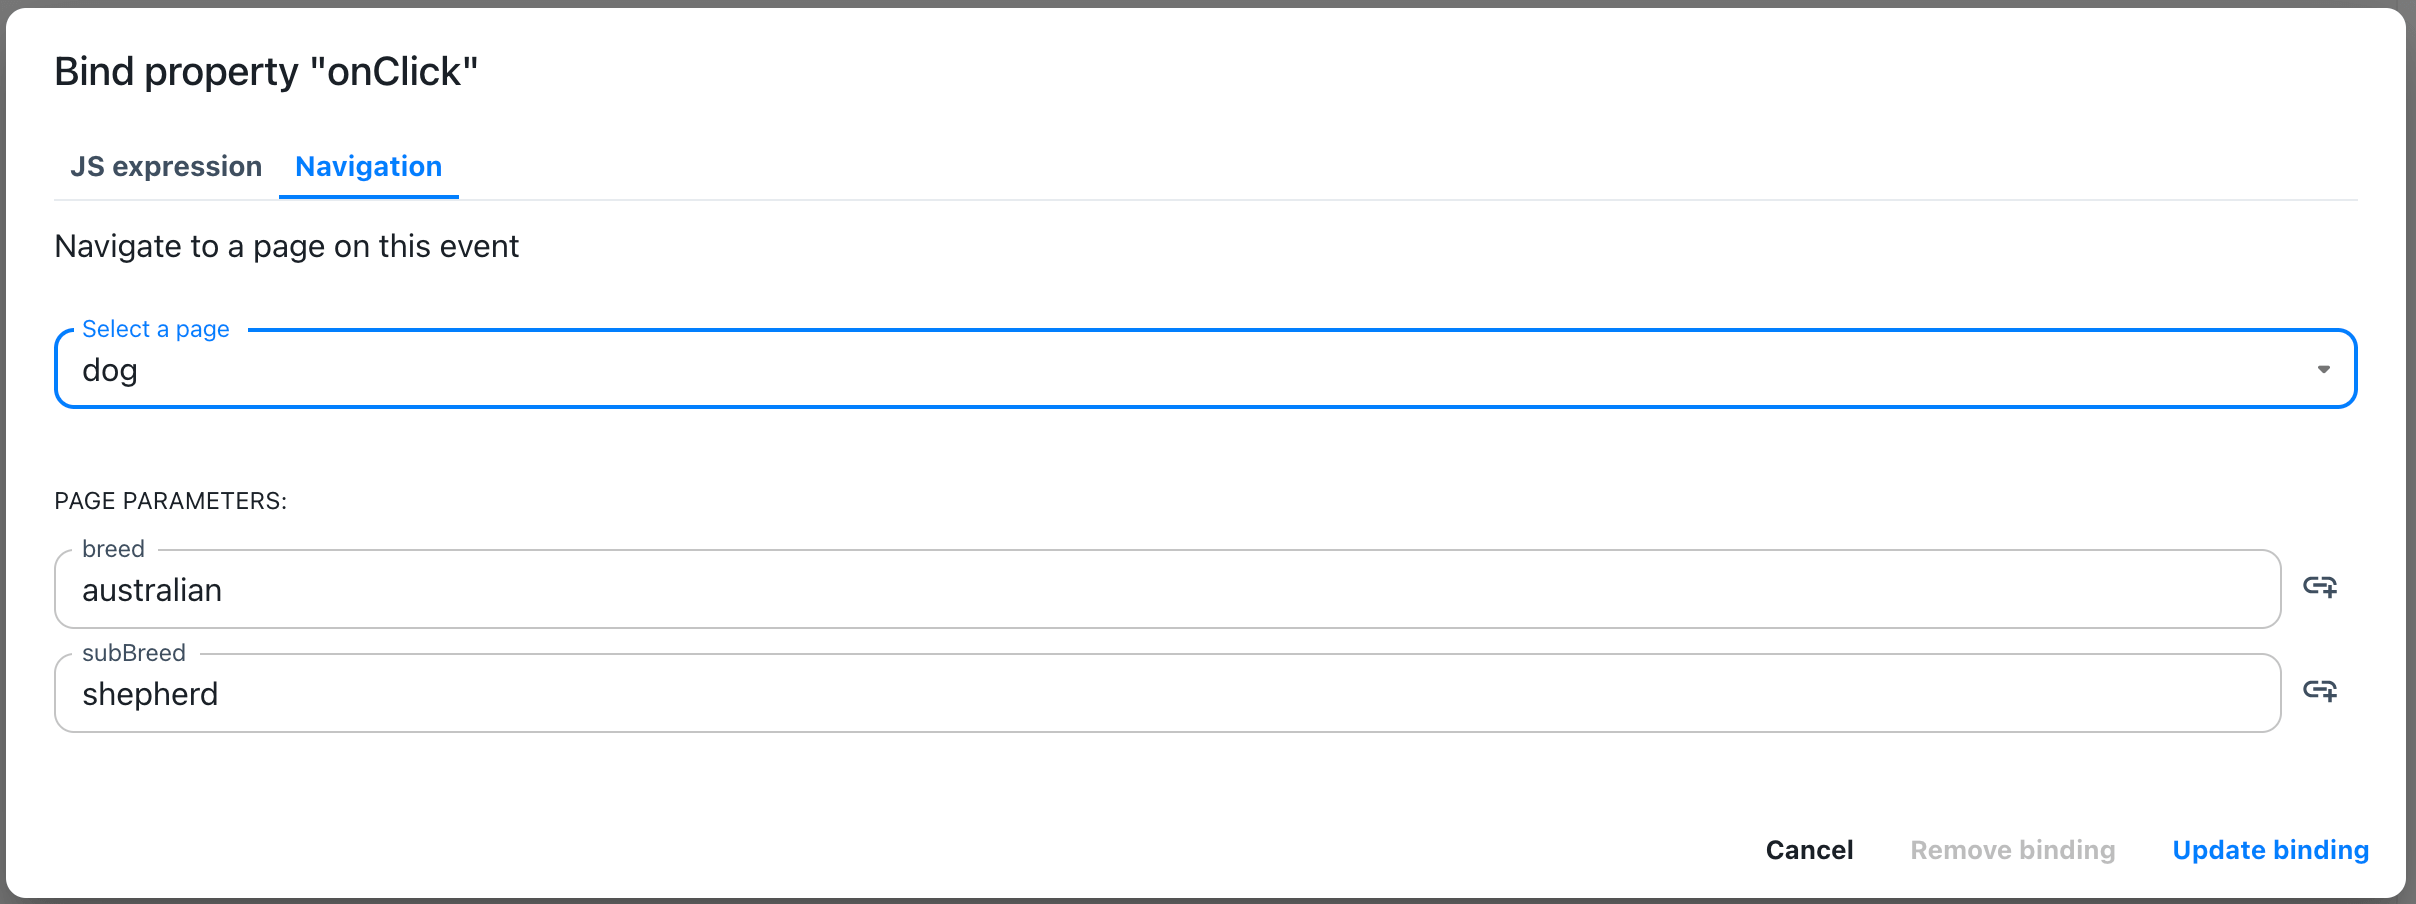 Bind property "onClick"
JS expression Navigation
Navigate to a page on this event
Select a page
dog
PAGE PARAMETERS:
breed
australian
subBreed
shepherd
Cancel Remove binding Update binding